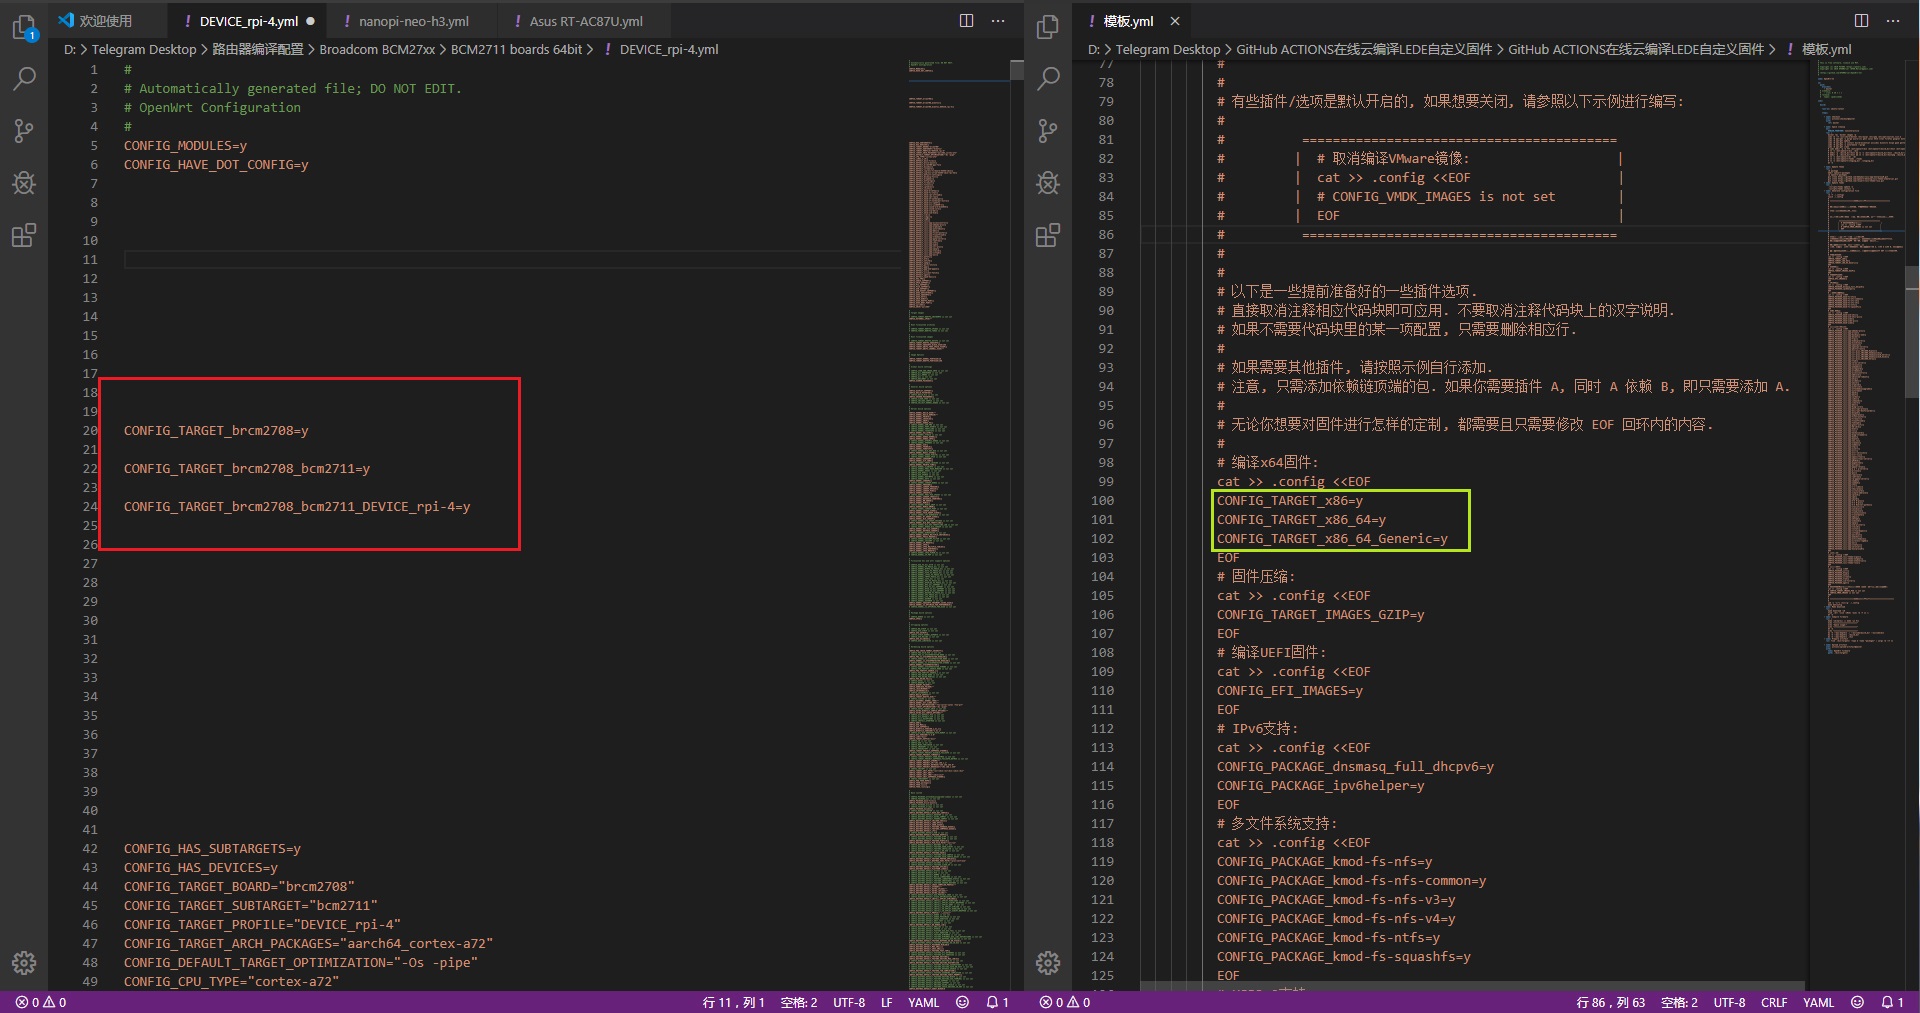 欢迎使用
! DEVICE_rpi-4.yml ●
! nanopi-neo-h3.yml
! Asus RT-AC87U.yml
D: > Telegram Desktop > 路由器编译配置 > Broadcom BCM27xx > BCM2711 boards 64bit > ! DEVICE_rpi-4.yml
1 #
2 # Automatically generated file; DO NOT EDIT.
3 # OpenWrt Configuration
4 #
5 CONFIG_MODULES=y
6 CONFIG_HAVE_DOT_CONFIG=y
7
8
9
10
11
12
13
14
15
16
17
18
19
20 CONFIG_TARGET_brcm2708=y
21
22 CONFIG_TARGET_brcm2708_bcm2711=y
23
24 CONFIG_TARGET_brcm2708_bcm2711_DEVICE_rpi-4=y
25
26
27
28
29
30
31
32
33
34
35
36
37
38
39
40
41
42 CONFIG_HAS_SUBTARGETS=y
43 CONFIG_HAS_DEVICES=y
44 CONFIG_TARGET_BOARD="brcm2708"
45 CONFIG_TARGET_SUBTARGET="bcm2711"
46 CONFIG_TARGET_PROFILE="DEVICE_rpi-4"
47 CONFIG_TARGET_ARCH_PACKAGES="aarch64_cortex-a72"
48 CONFIG_DEFAULT_TARGET_OPTIMIZATION="-Os -pipe"
49 CONFIG_CPU_TYPE="cortex-a72"
1
0 0
行 11，列 1 空格: 2 UTF-8 LF YAML 1
! 模板.yml ×
D: > Telegram Desktop > GitHub ACTIONS在线云编译LEDE自定义固件 > GitHub ACTIONS在线云编译LEDE自定义固件 > ! 模板.yml
77 #
78 #
79 # 有些插件/选项是默认开启的, 如果想要关闭, 请参照以下示例进行编写:
80 #
81 # =========================================
82 # | # 取消编译VMware镜像: |
83 # | cat >> .config <<EOF |
84 # | # CONFIG_VMDK_IMAGES is not set |
85 # | EOF |
86 # =========================================
87 #
88 #
89 # 以下是一些提前准备好的一些插件选项.
90 # 直接取消注释相应代码块即可应用. 不要取消注释代码块上的汉字说明.
91 # 如果不需要代码块里的某一项配置, 只需要删除相应行.
92 #
93 # 如果需要其他插件, 请按照示例自行添加.
94 # 注意, 只需添加依赖链顶端的包. 如果你需要插件 A, 同时 A 依赖 B, 即只需要添加 A.
95 #
96 # 无论你想要对固件进行怎样的定制, 都需要且只需要修改 EOF 回环内的内容.
97 #
98 # 编译x64固件:
99 cat >> .config <<EOF
100 CONFIG_TARGET_x86=y
101 CONFIG_TARGET_x86_64=y
102 CONFIG_TARGET_x86_64_Generic=y
103 EOF
104 # 固件压缩:
105 cat >> .config <<EOF
106 CONFIG_TARGET_IMAGES_GZIP=y
107 EOF
108 # 编译UEFI固件:
109 cat >> .config <<EOF
110 CONFIG_EFI_IMAGES=y
111 EOF
112 # IPv6支持:
113 cat >> .config <<EOF
114 CONFIG_PACKAGE_dnsmasq_full_dhcpv6=y
115 CONFIG_PACKAGE_ipv6helper=y
116 EOF
117 # 多文件系统支持:
118 cat >> .config <<EOF
119 CONFIG_PACKAGE_kmod-fs-nfs=y
120 CONFIG_PACKAGE_kmod-fs-nfs-common=y
121 CONFIG_PACKAGE_kmod-fs-nfs-v3=y
122 CONFIG_PACKAGE_kmod-fs-nfs-v4=y
123 CONFIG_PACKAGE_kmod-fs-ntfs=y
124 CONFIG_PACKAGE_kmod-fs-squashfs=y
125 EOF
0 0
行 86，列 63 空格: 2 UTF-8 CRLF YAML 1